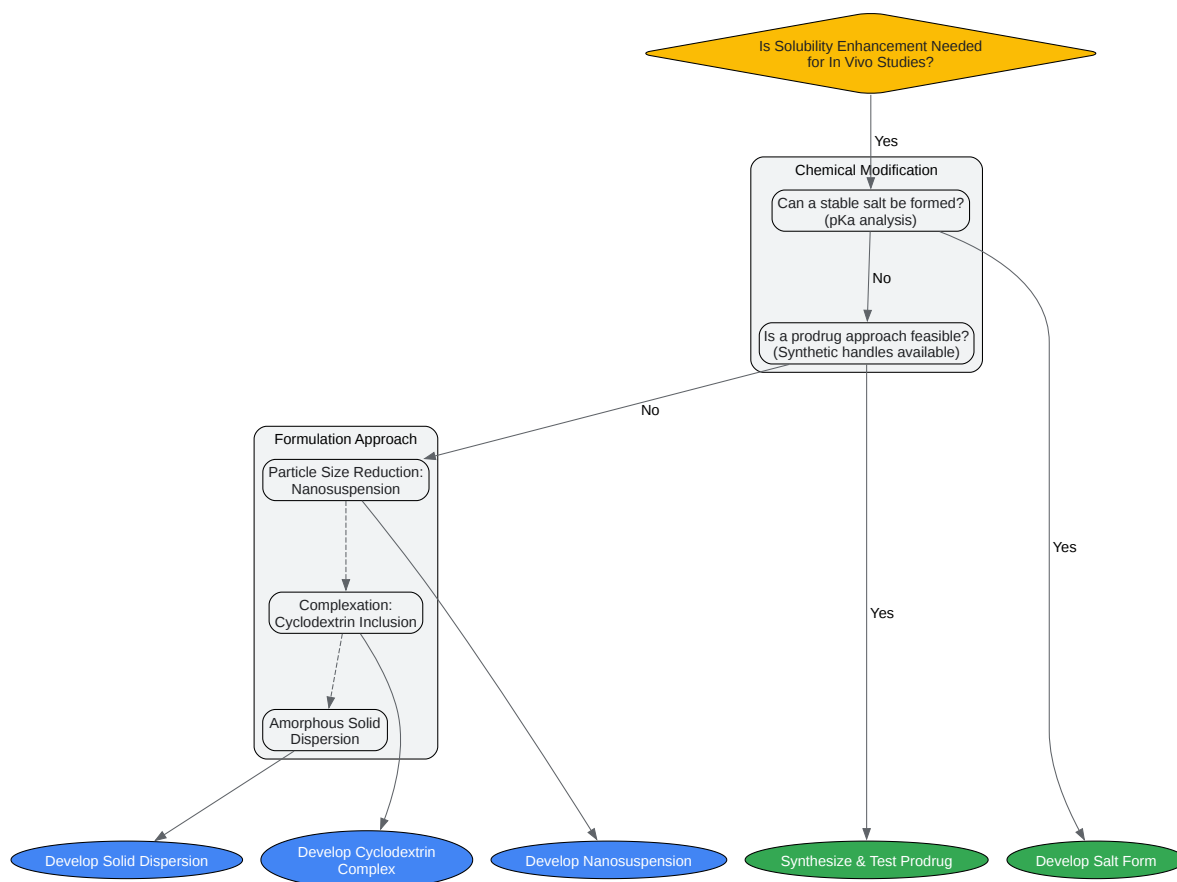 Is Solubility Enhancement Needed
for In Vivo Studies?
Yes
Chemical Modification
Can a stable salt be formed?
(pKa analysis)
No
Is a prodrug approach feasible?
(Synthetic handles available)
No
Formulation Approach
Particle Size Reduction:
Nanosuspension
Yes
Complexation:
Cyclodextrin Inclusion
Yes
Amorphous Solid
Dispersion
Develop Solid Dispersion
Develop Cyclodextrin
Complex
Develop Nanosuspension
Synthesize & Test Prodrug
Develop Salt Form